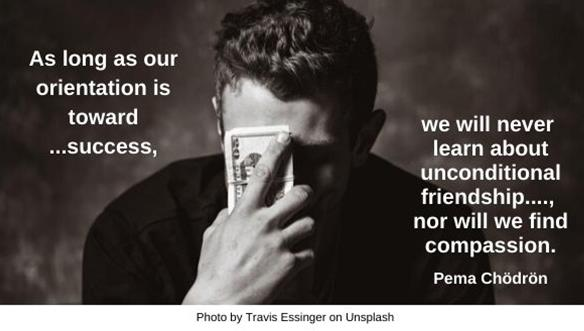 As long as our
orientation is
toward
...success,
we will never
learn about
unconditional
friendship....,
nor will we find
compassion.
Pema Chödrön
Photo by Travis Essinger on Unsplash